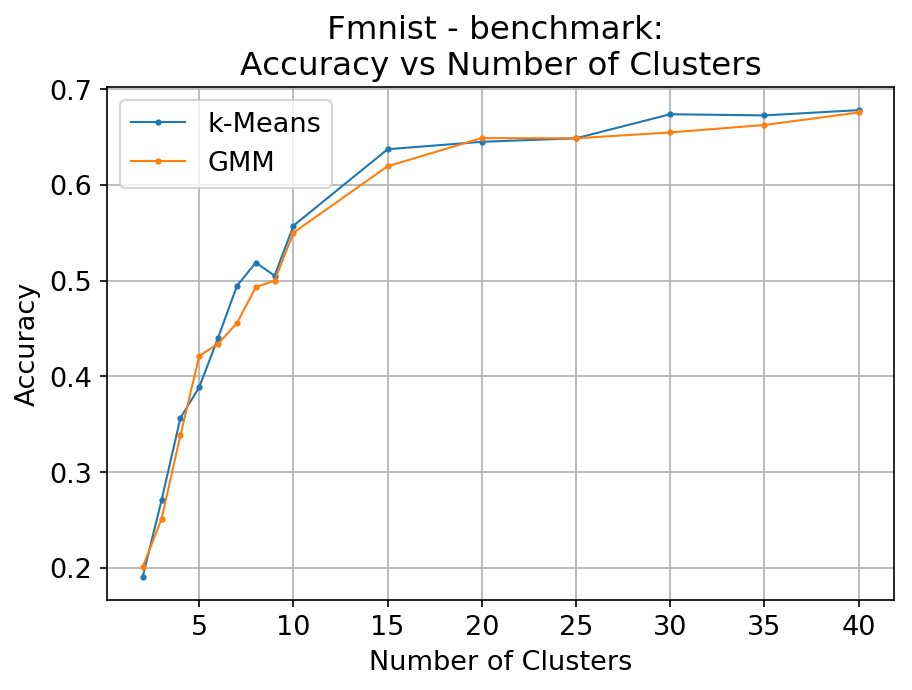 Fmnist - benchmark:
Accuracy vs Number of Clusters
k-Means
GMM
Accuracy
0.7
0.6
0.5
0.4
0.3
0.2
5 10 15 20 25 30 35 40
Number of Clusters